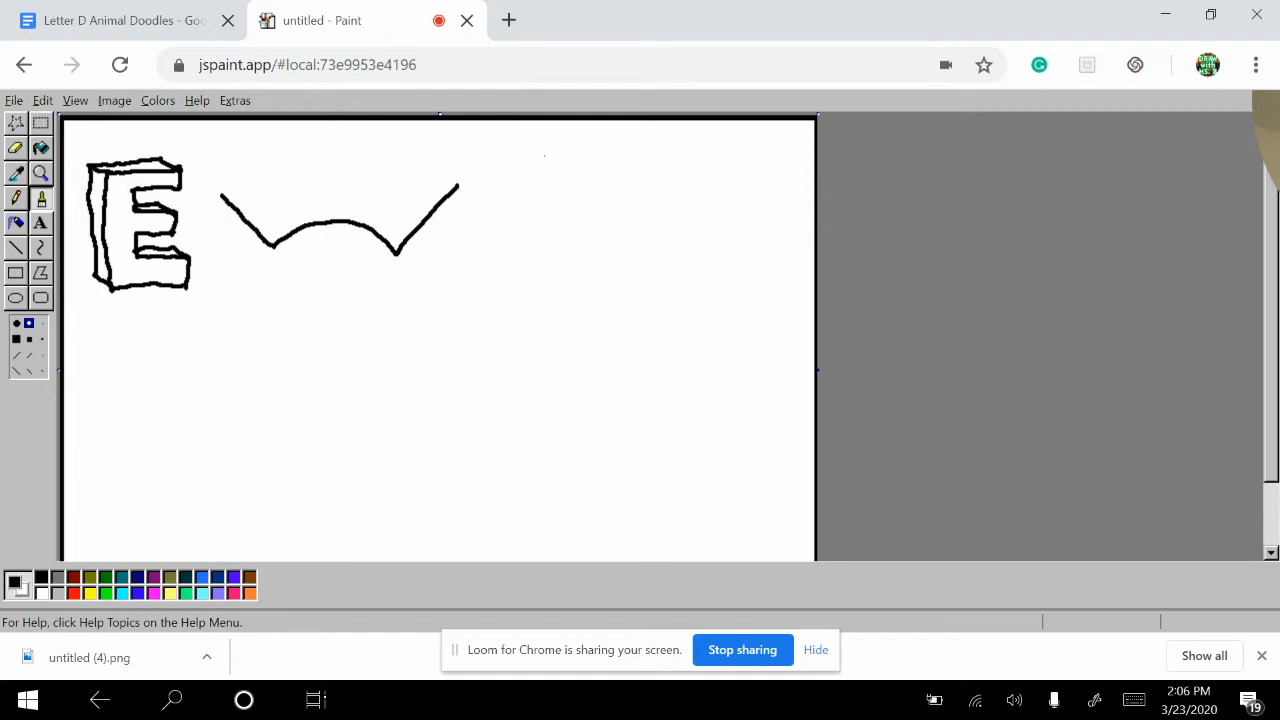 Letter D Animal Doodles - Goo
untitled - Paint
jspaint.app/#local:73e9953e4196
File Edit View Image Colors Help Extras
A
E
For Help, click Help Topics on the Help Menu.
untitled (4).png
Loom for Chrome is sharing your screen.
Stop sharing
Hide
Show all
2:06 PM
3/23/2020
19